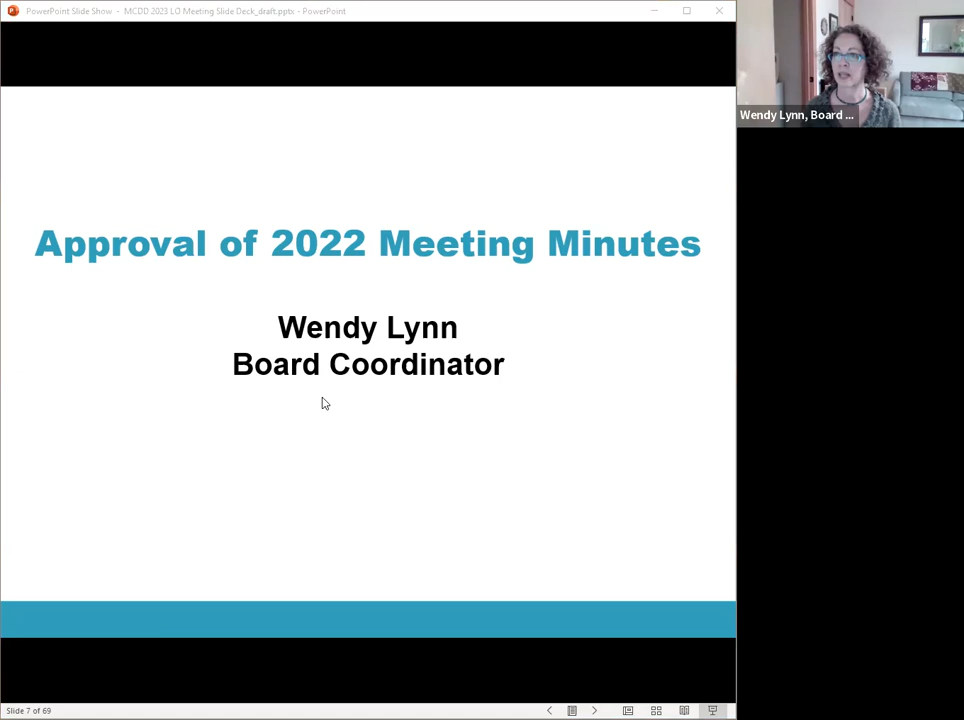 PowerPoint Slide Show - MCDD 2023 LO Meeting Slide Deck_draft.pptx - PowerPoint
Wendy Lynn, Board ...
Approval of 2022 Meeting Minutes
Wendy Lynn
Board Coordinator
Slide 7 of 69